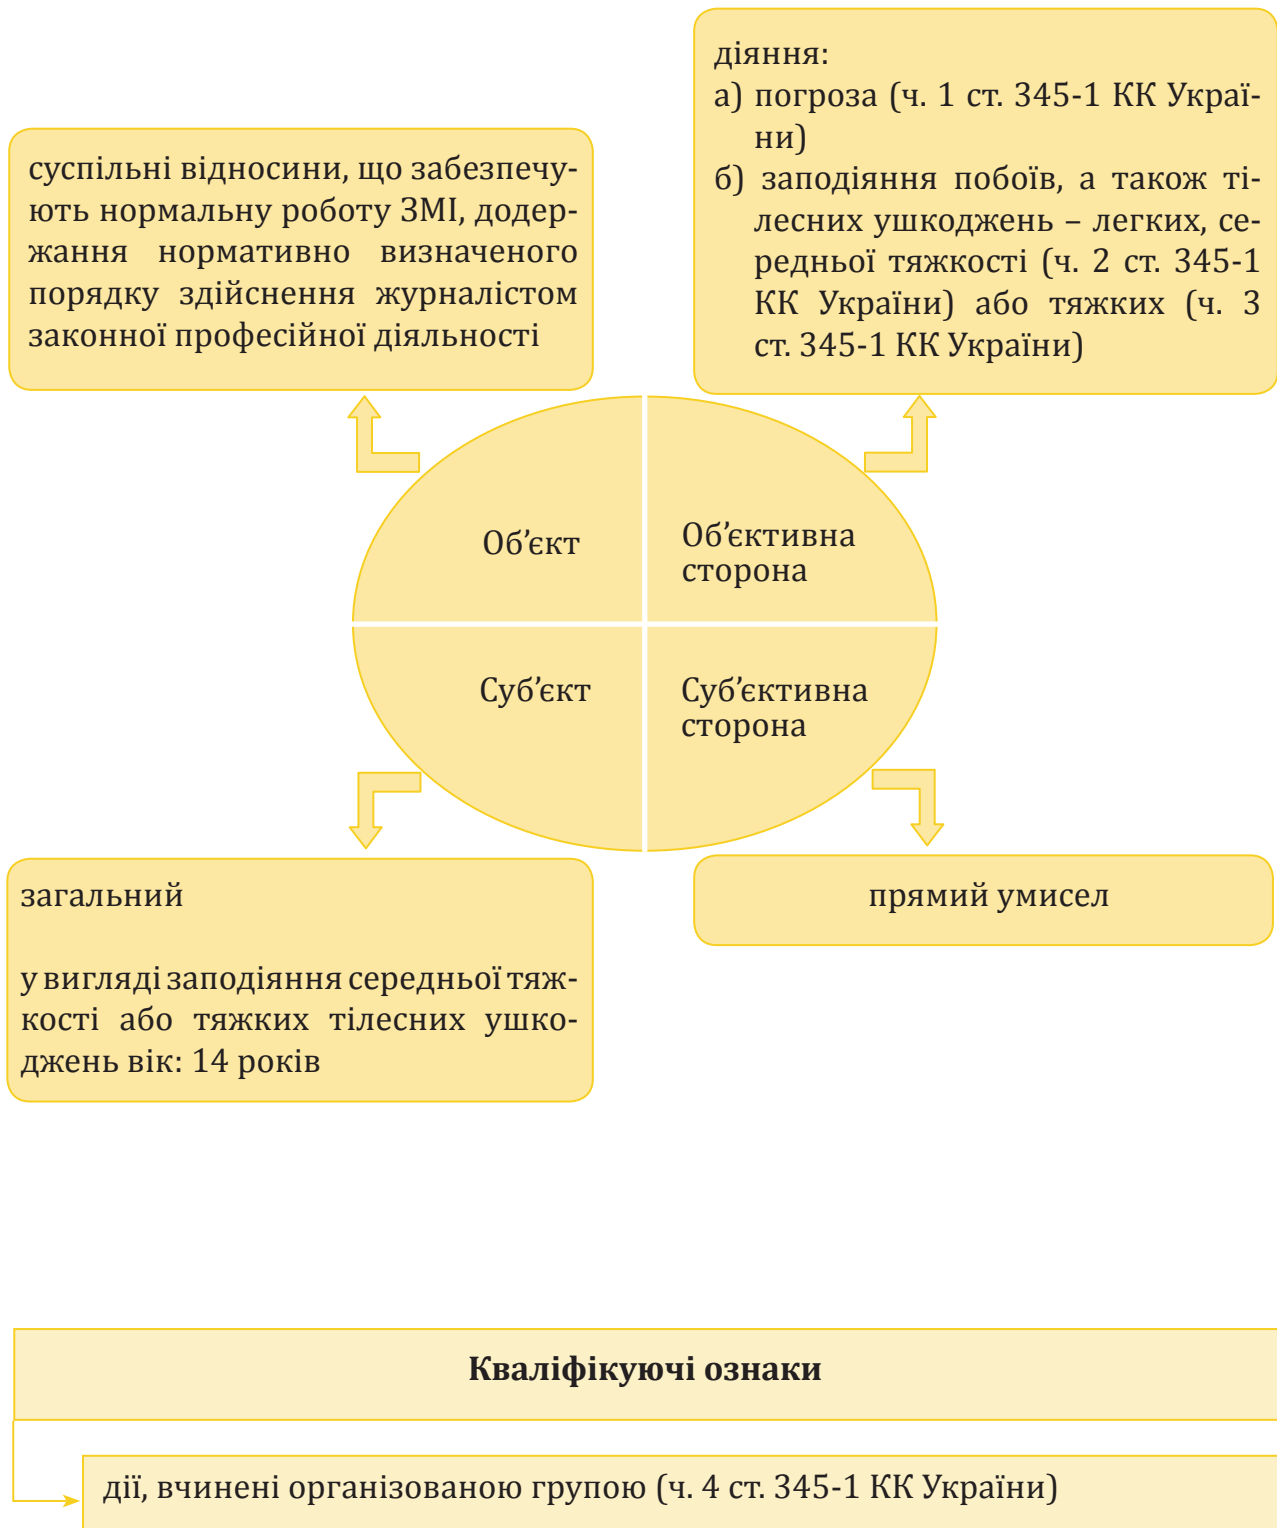 суспільні відносини, що забезпечу-
ють нормальну роботу ЗМІ, додер-
жання нормативно визначеного
порядку здійснення журналістом
законної професійної діяльності
діяння:
а) погроза (ч. 1 ст. 345-1 КК Украї-
ни)
б) заподіяння побоїв, а також ті-
лесних ушкоджень – легких, се-
редньої тяжкості (ч. 2 ст. 345-1
КК України) або тяжких (ч. 3
ст. 345-1 КК України)
Об’єкт
Об’єктивна
сторона
Суб’єкт
Суб’єктивна
сторона
загальний
у вигляді заподіяння середньої тяж-
кості або тяжких тілесних ушко-
джень вік: 14 років
прямий умисел
Кваліфікуючі ознаки
дії, вчинені організованою групою (ч. 4 ст. 345-1 КК України)